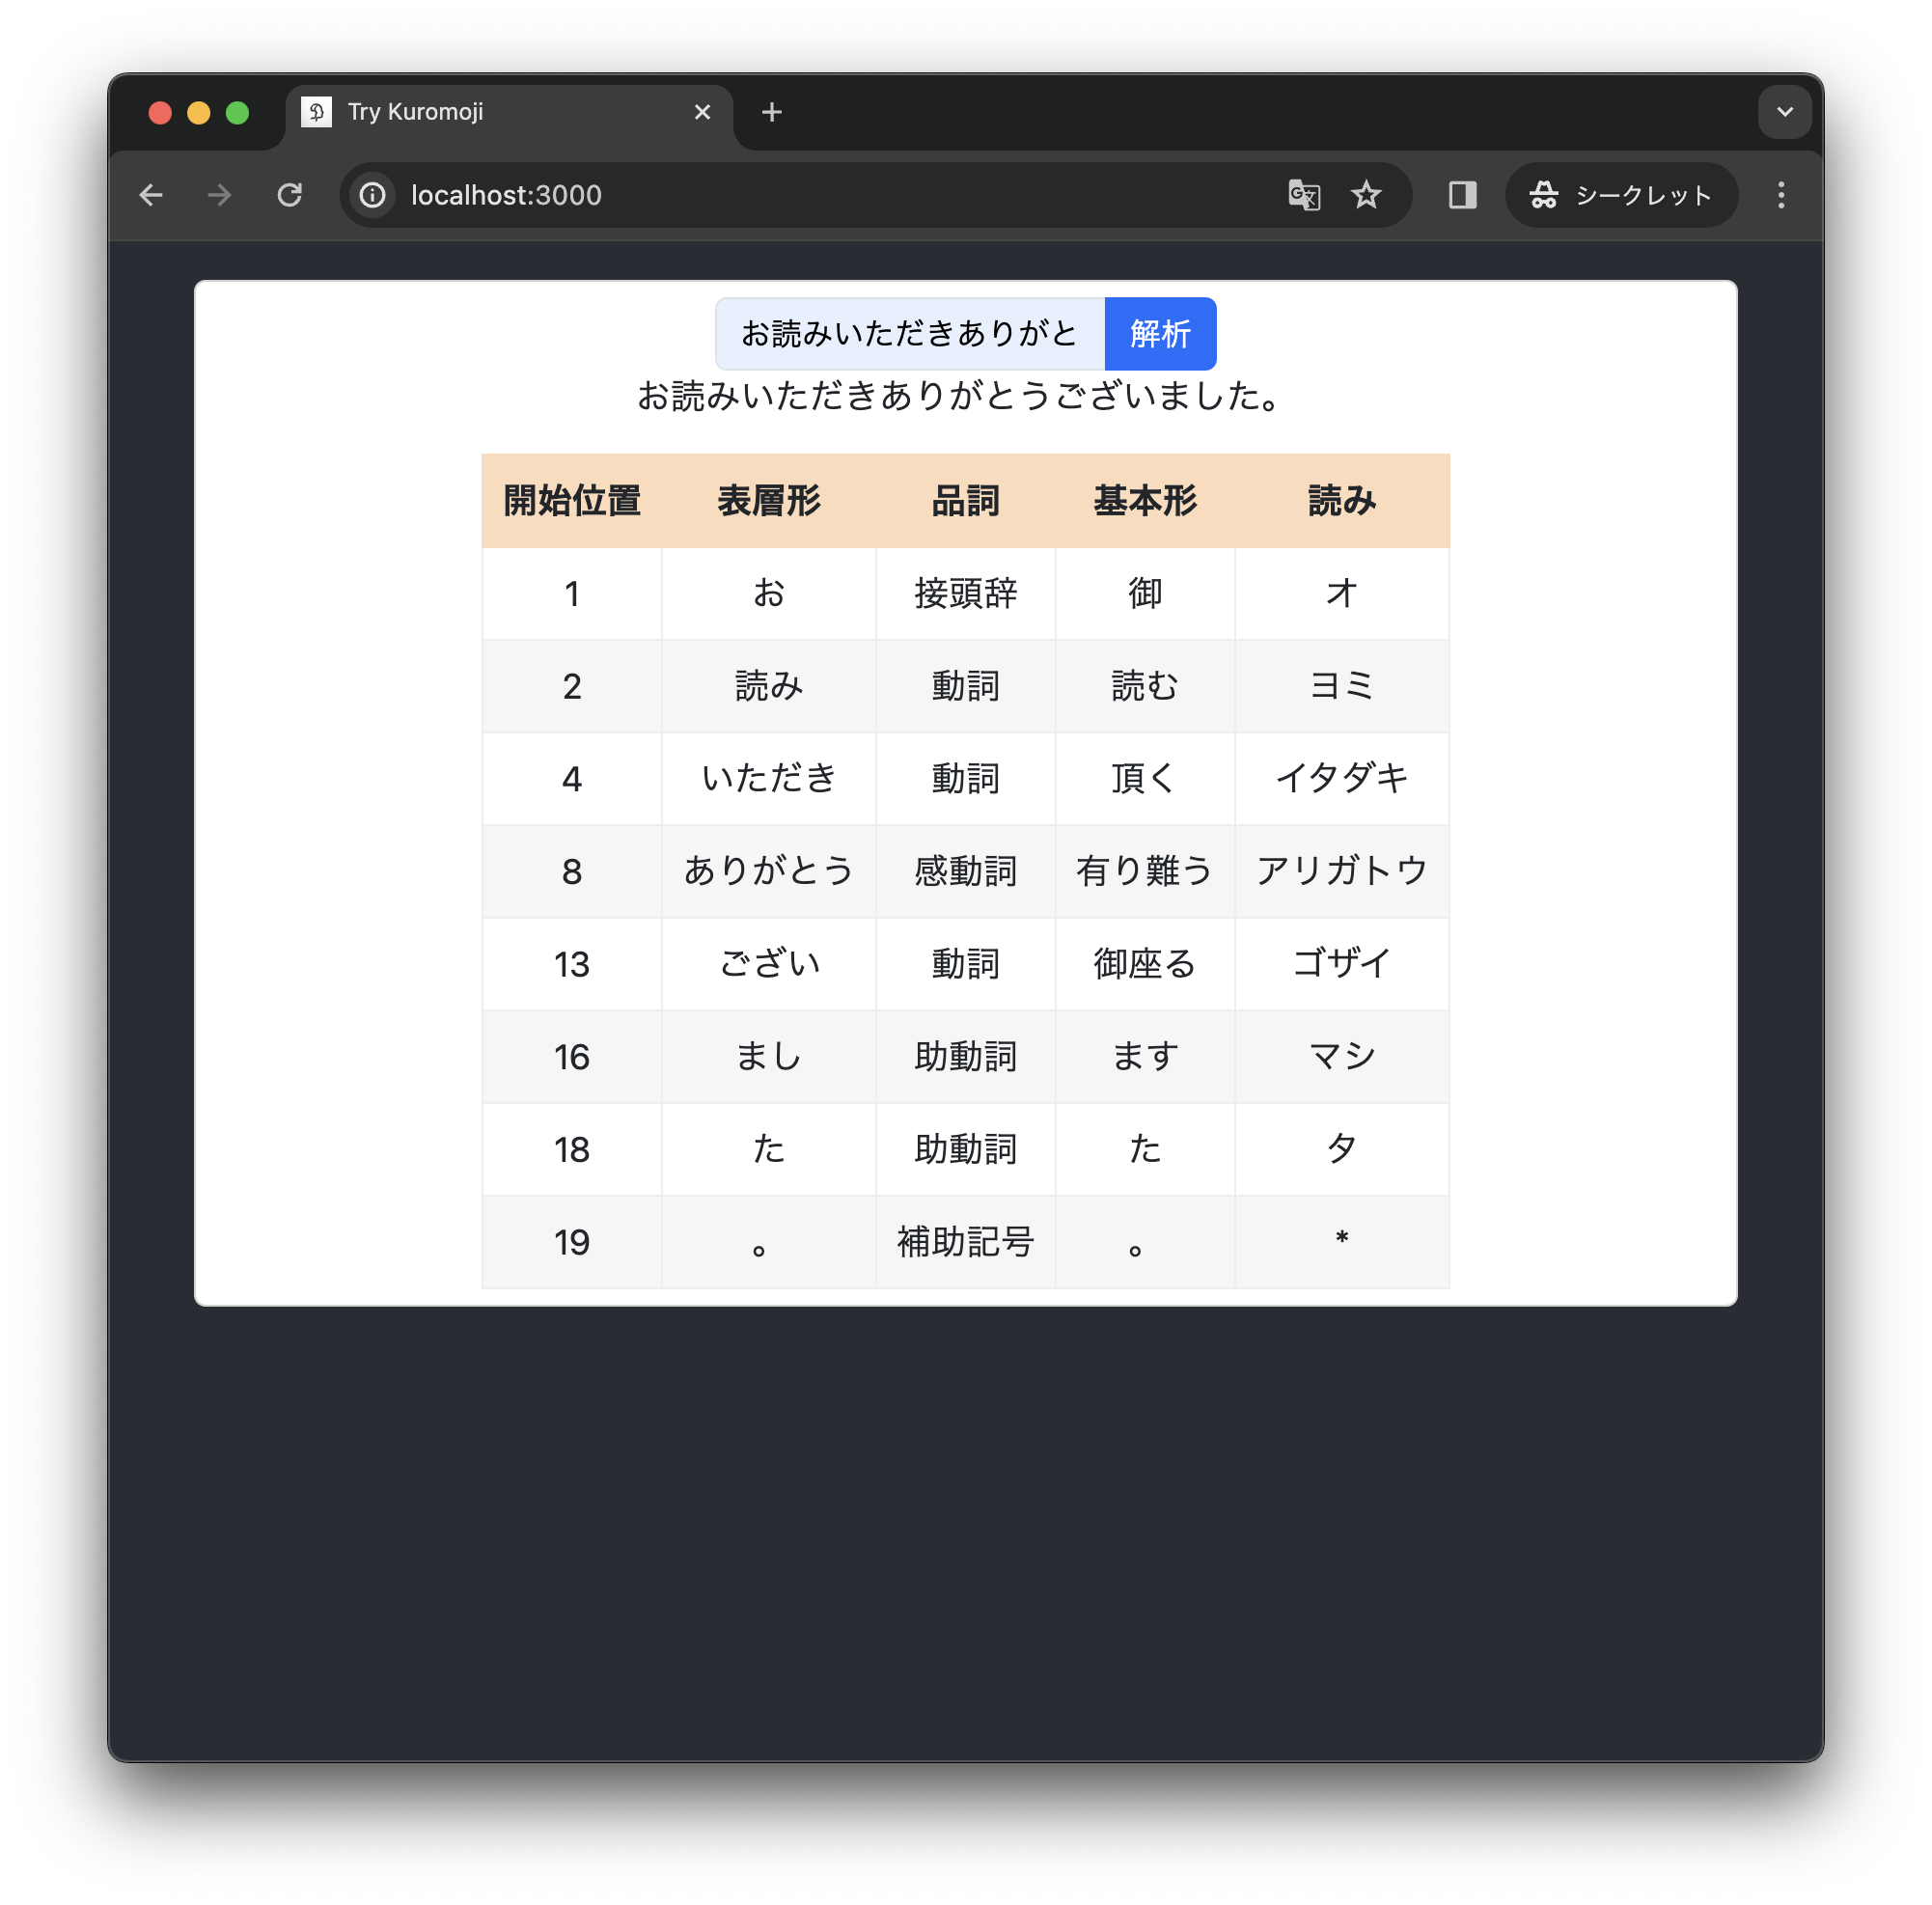 Try Kuromoji
localhost:3000
シークレット
お読みいただきありがと 解析
お読みいただきありがとうございました。
開始位置 表層形 品詞 基本形 読み
1 お 接頭辞 御 オ
2 読み 動詞 読む ヨミ
4 いただき 動詞 頂く イタダキ
8 ありがとう 感動詞 有り難う アリガトウ
13 ござい 動詞 御座る ゴザイ
16 まし 助動詞 ます マシ
18 た 助動詞 た タ
19 。 補助記号 。 *